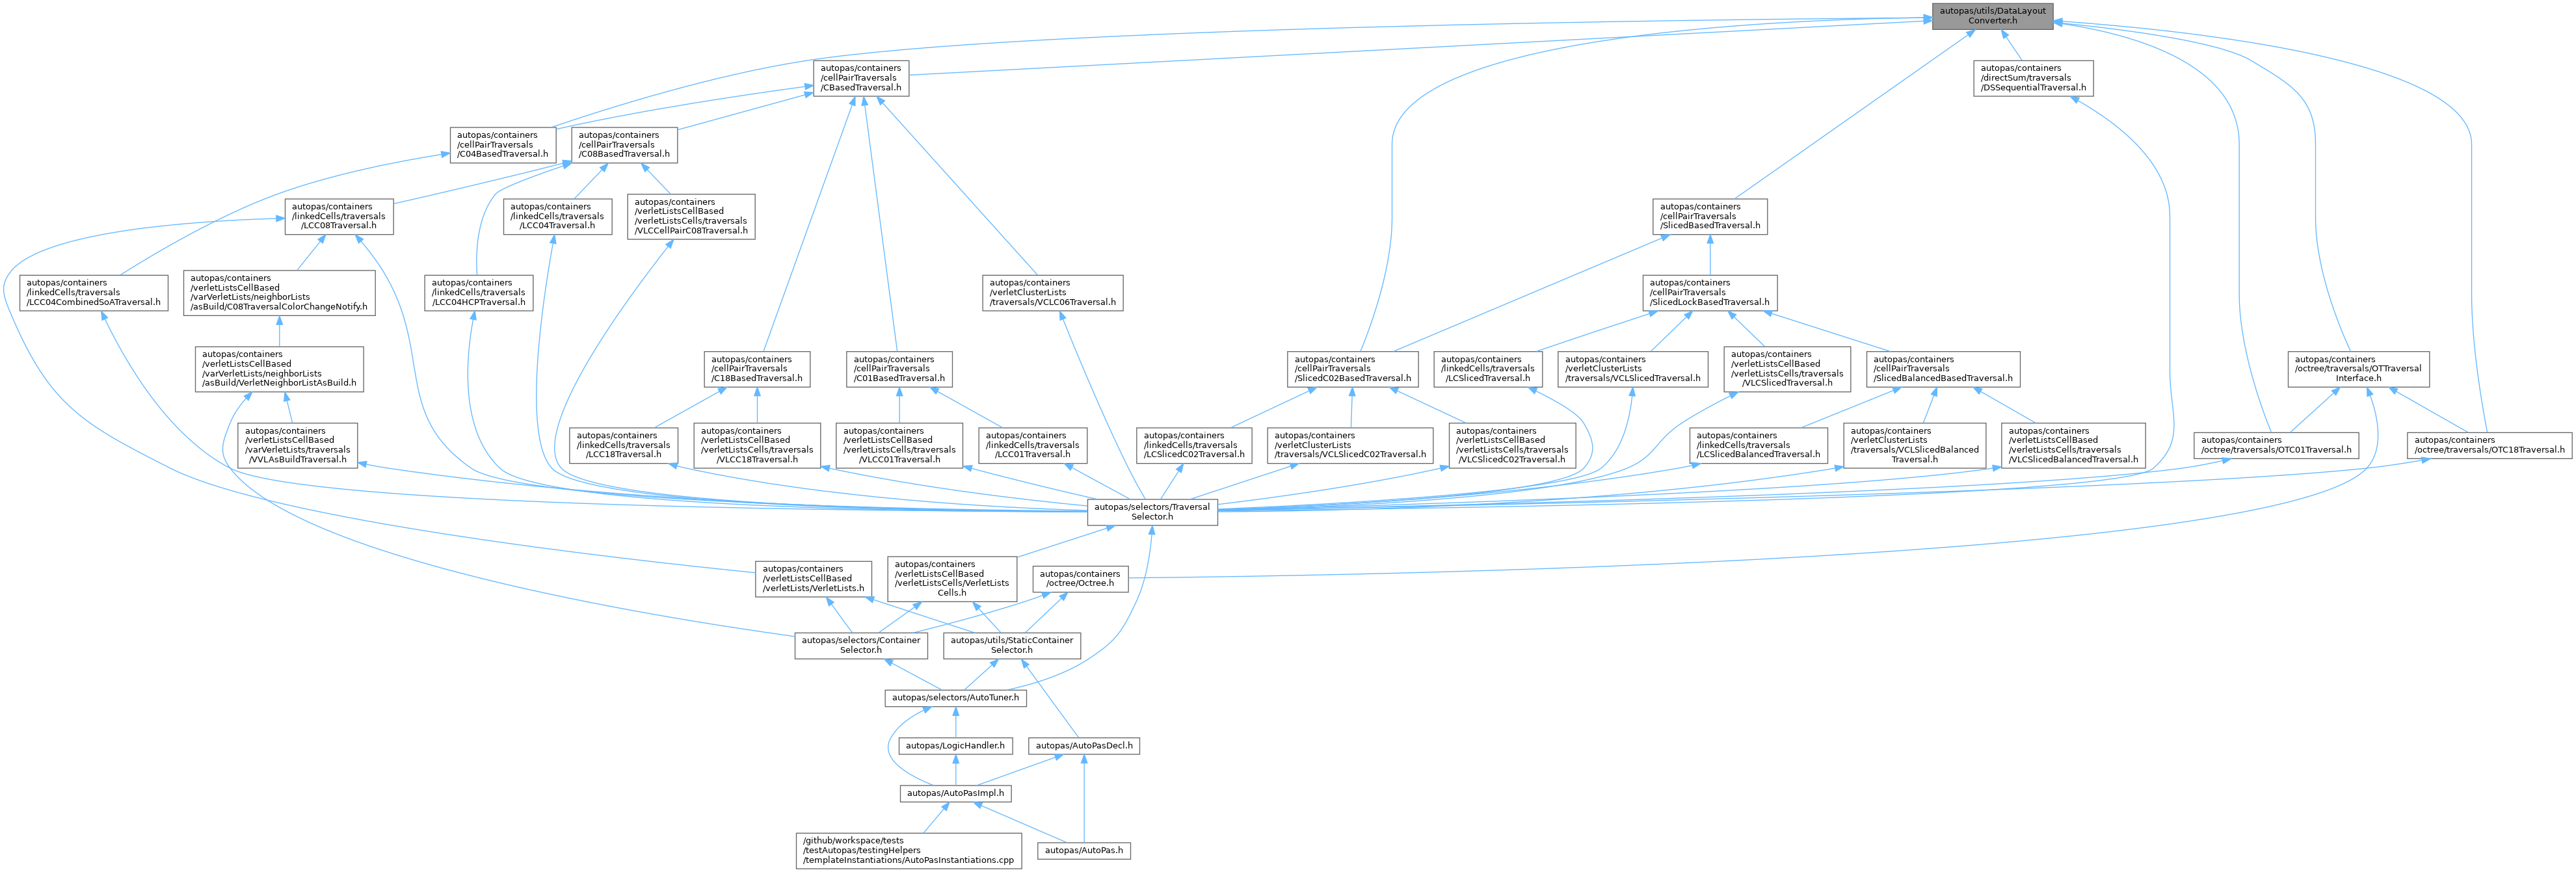 autopas/utils/DataLayout
Converter.h
autopas/containers
/cellPairTraversals
/CBasedTraversal.h
autopas/containers
/directSum/traversals
/DSSequentialTraversal.h
autopas/containers
/cellPairTraversals
/C04BasedTraversal.h
autopas/containers
/cellPairTraversals
/C08BasedTraversal.h
autopas/containers
/linkedCells/traversals
/LCC08Traversal.h
autopas/containers
/linkedCells/traversals
/LCC04Traversal.h
autopas/containers
/verletListsCellBased
/verletListsCells/traversals
/VLCCellPairC08Traversal.h
autopas/containers
/cellPairTraversals
/SlicedBasedTraversal.h
autopas/containers
/linkedCells/traversals
/LCC04CombinedSoATraversal.h
autopas/containers
/verletListsCellBased
/varVerletLists/neighborLists
/asBuild/C08TraversalColorChangeNotify.h
autopas/containers
/linkedCells/traversals
/LCC04HCPTraversal.h
autopas/containers
/verletClusterLists
/traversals/VCLC06Traversal.h
autopas/containers
/cellPairTraversals
/SlicedLockBasedTraversal.h
autopas/containers
/verletListsCellBased
/varVerletLists/neighborLists
/asBuild/VerletNeighborListAsBuild.h
autopas/containers
/cellPairTraversals
/C18BasedTraversal.h
autopas/containers
/cellPairTraversals
/C01BasedTraversal.h
autopas/containers
/cellPairTraversals
/SlicedC02BasedTraversal.h
autopas/containers
/linkedCells/traversals
/LCSlicedTraversal.h
autopas/containers
/verletClusterLists
/traversals/VCLSlicedTraversal.h
autopas/containers
/verletListsCellBased
/verletListsCells/traversals
/VLCSlicedTraversal.h
autopas/containers
/cellPairTraversals
/SlicedBalancedBasedTraversal.h
autopas/containers
/octree/traversals/OTTraversal
Interface.h
autopas/containers
/verletListsCellBased
/varVerletLists/traversals
/VVLAsBuildTraversal.h
autopas/containers
/linkedCells/traversals
/LCC18Traversal.h
autopas/containers
/verletListsCellBased
/verletListsCells/traversals
/VLCC18Traversal.h
autopas/containers
/verletListsCellBased
/verletListsCells/traversals
/VLCC01Traversal.h
autopas/containers
/linkedCells/traversals
/LCC01Traversal.h
autopas/containers
/linkedCells/traversals
/LCSlicedC02Traversal.h
autopas/containers
/verletClusterLists
/traversals/VCLSlicedC02Traversal.h
autopas/containers
/verletListsCellBased
/verletListsCells/traversals
/VLCSlicedC02Traversal.h
autopas/containers
/linkedCells/traversals
/LCSlicedBalancedTraversal.h
autopas/containers
/verletClusterLists
/traversals/VCLSlicedBalanced
Traversal.h
autopas/containers
/verletListsCellBased
/verletListsCells/traversals
/VLCSlicedBalancedTraversal.h
autopas/containers
/octree/traversals/OTC01Traversal.h
autopas/containers
/octree/traversals/OTC18Traversal.h
autopas/selectors/Traversal
Selector.h
autopas/containers
/verletListsCellBased
/verletLists/VerletLists.h
autopas/containers
/verletListsCellBased
/verletListsCells/VerletLists
Cells.h
autopas/containers
/octree/Octree.h
autopas/selectors/Container
Selector.h
autopas/utils/StaticContainer
Selector.h
autopas/selectors/AutoTuner.h
autopas/LogicHandler.h
autopas/AutoPasDecl.h
autopas/AutoPasImpl.h
/github/workspace/tests
/testAutopas/testingHelpers
/templateInstantiations/AutoPasInstantiations.cpp
autopas/AutoPas.h